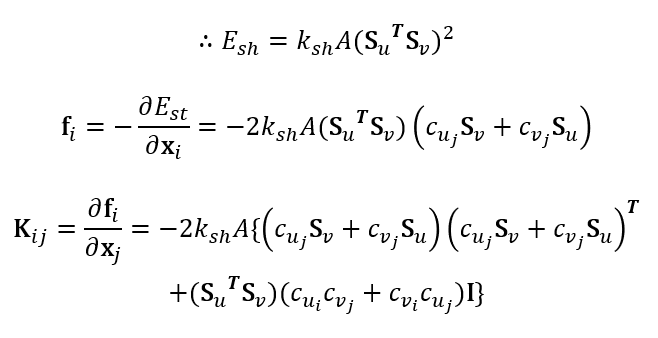 ∴ E_{sh} = k_{sh}A(𝐒_u^𝑻 𝐒_v)^2
𝐟_i = −\frac{∂E_{st}}{∂𝐱_i} = −2k_{sh}A(𝐒_u^𝑻 𝐒_v)(c_{u_j}𝐒_v + c_{v_j}𝐒_u)
𝐊_{ij} = \frac{∂𝐟_i}{∂𝐱_j} = −2k_{sh}A{(c_{u_j}𝐒_v + c_{v_j}𝐒_u)(c_{u_j}𝐒_v + c_{v_j}𝐒_u)^𝑻
+(𝐒_u^𝑻 𝐒_v)(c_{u_i}c_{v_j} + c_{v_i}c_{u_j})𝐈}